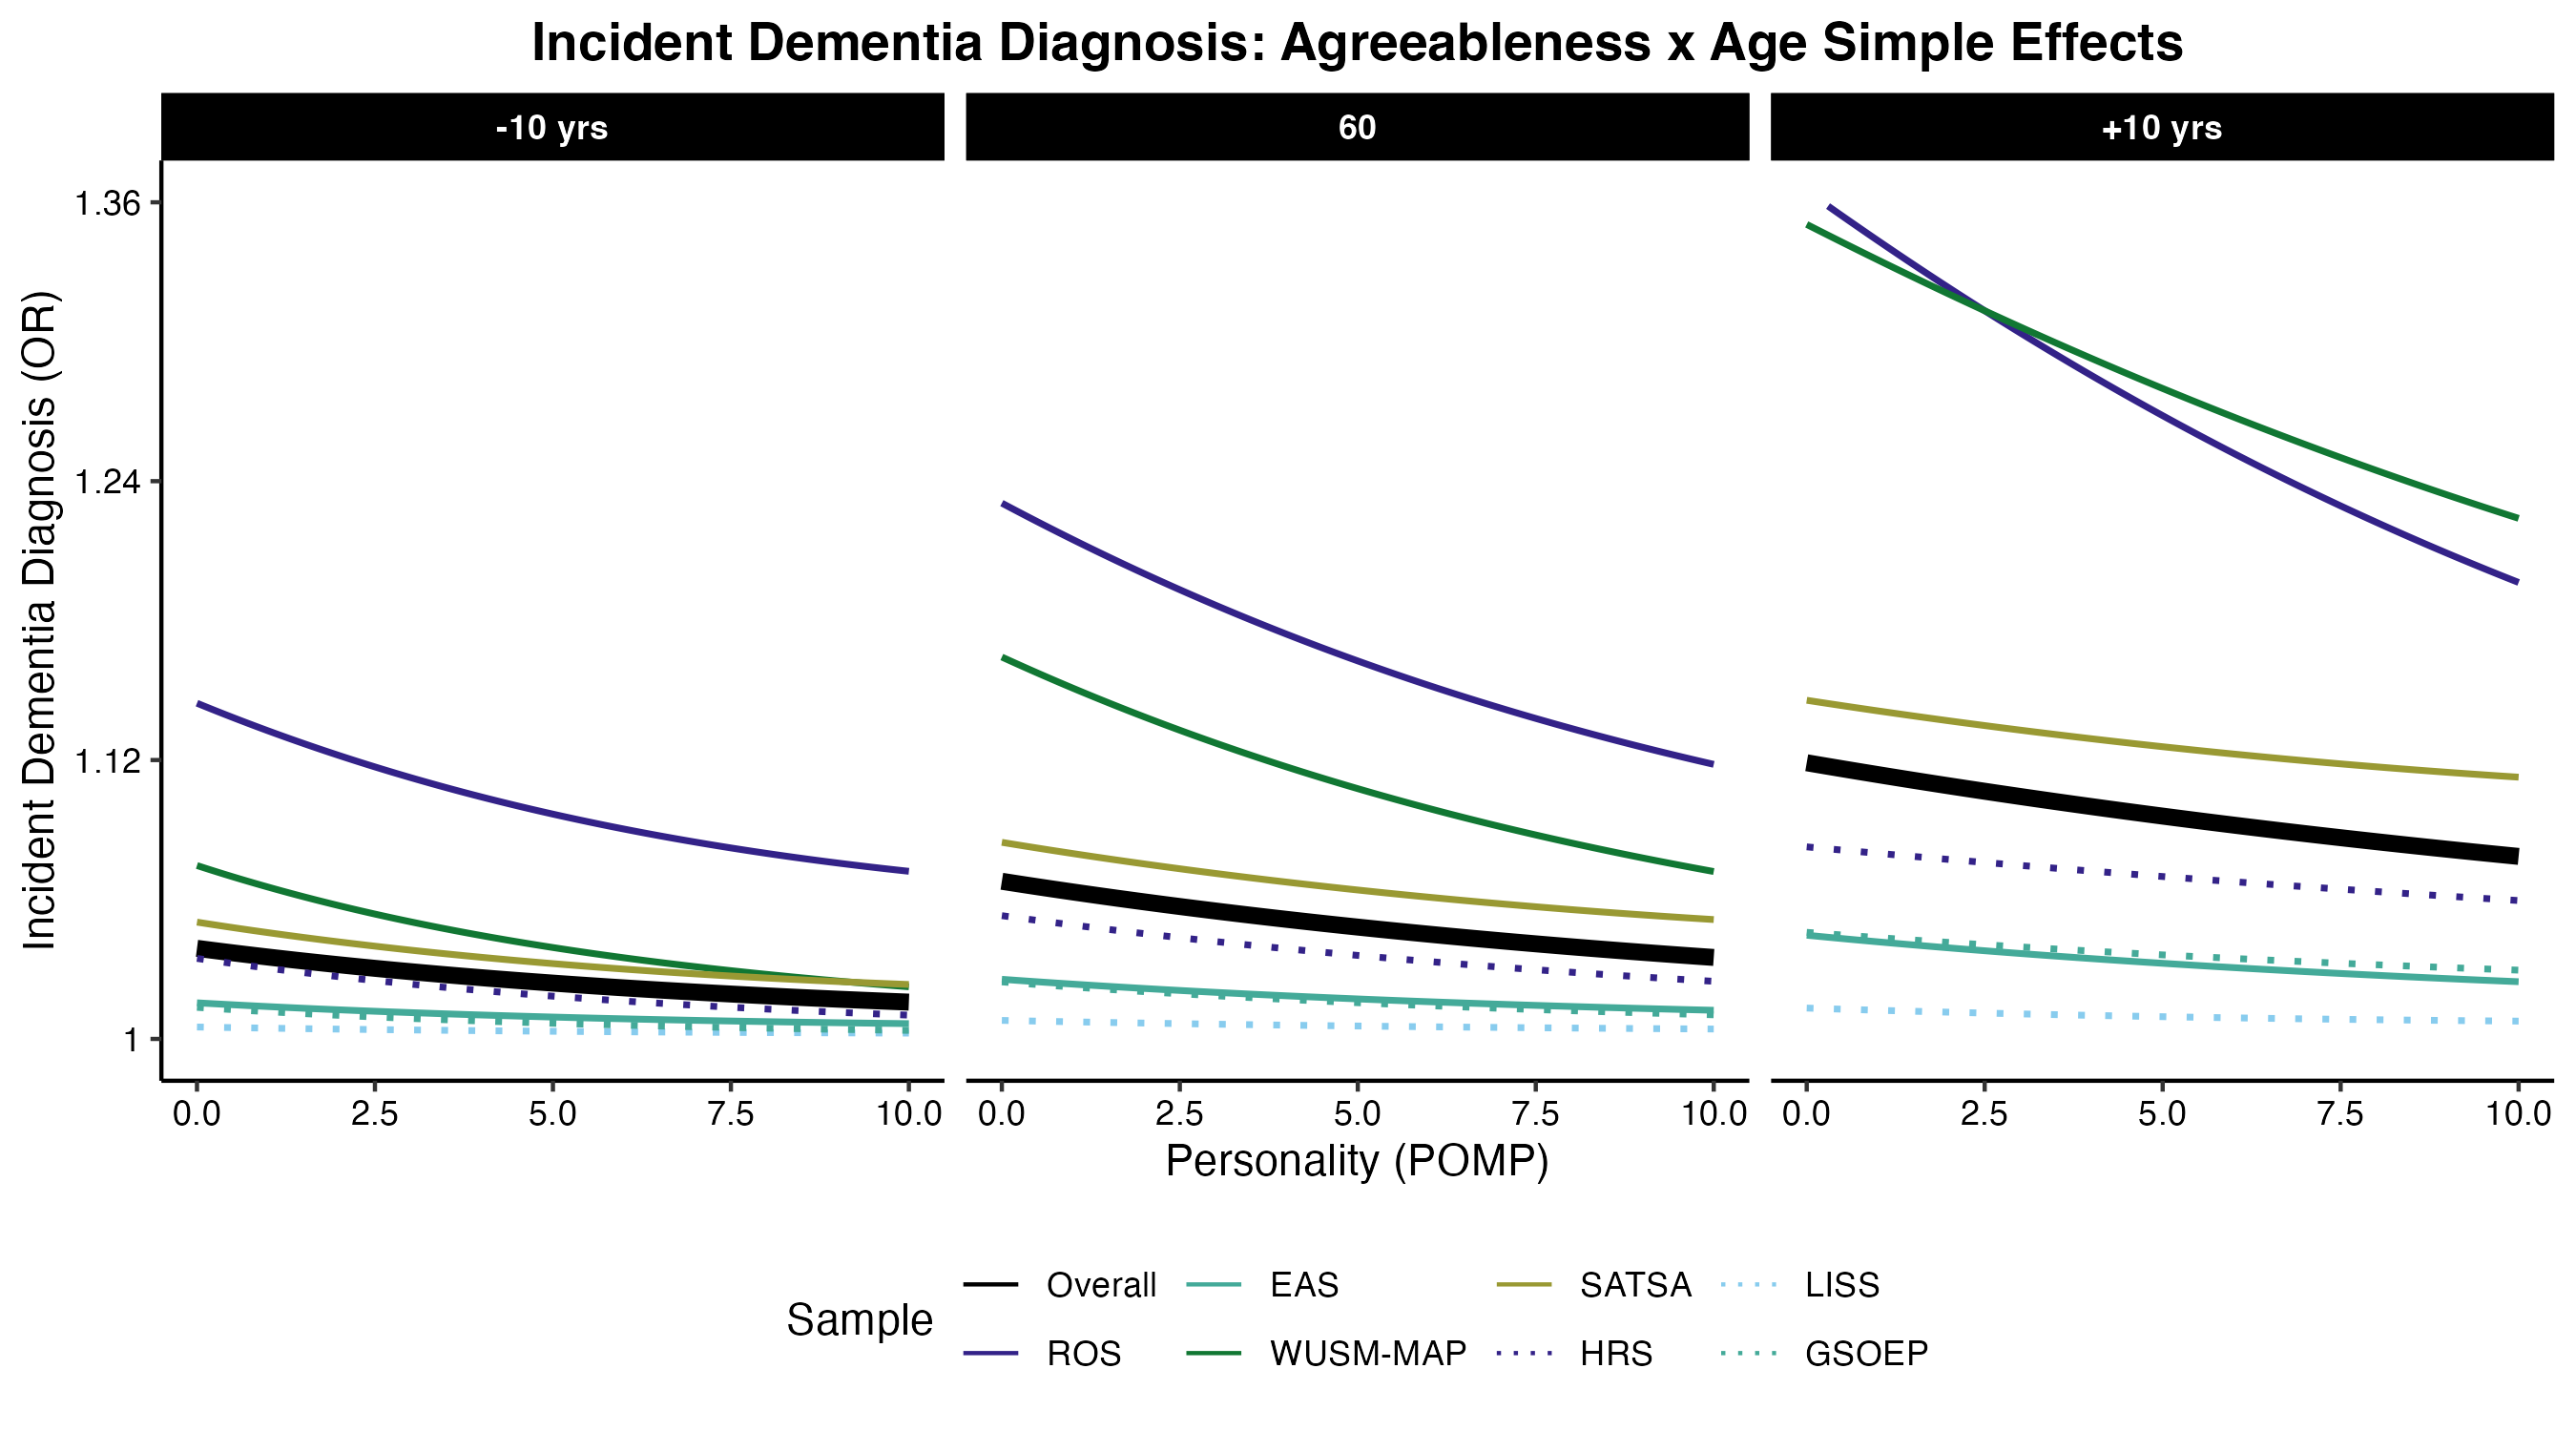 Incident Dementia Diagnosis: Agreeableness x Age Simple Effects
-10 yrs 60 +10 yrs
Incident Dementia Diagnosis (OR)
1.36
1.24
1.12
1
0.0 2.5 5.0 7.5 10.0 0.0 2.5 5.0 7.5 10.0 0.0 2.5 5.0 7.5 10.0
Personality (POMP)
Sample
Overall EAS SATSA LISS
ROS WUSM-MAP HRS GSOEP